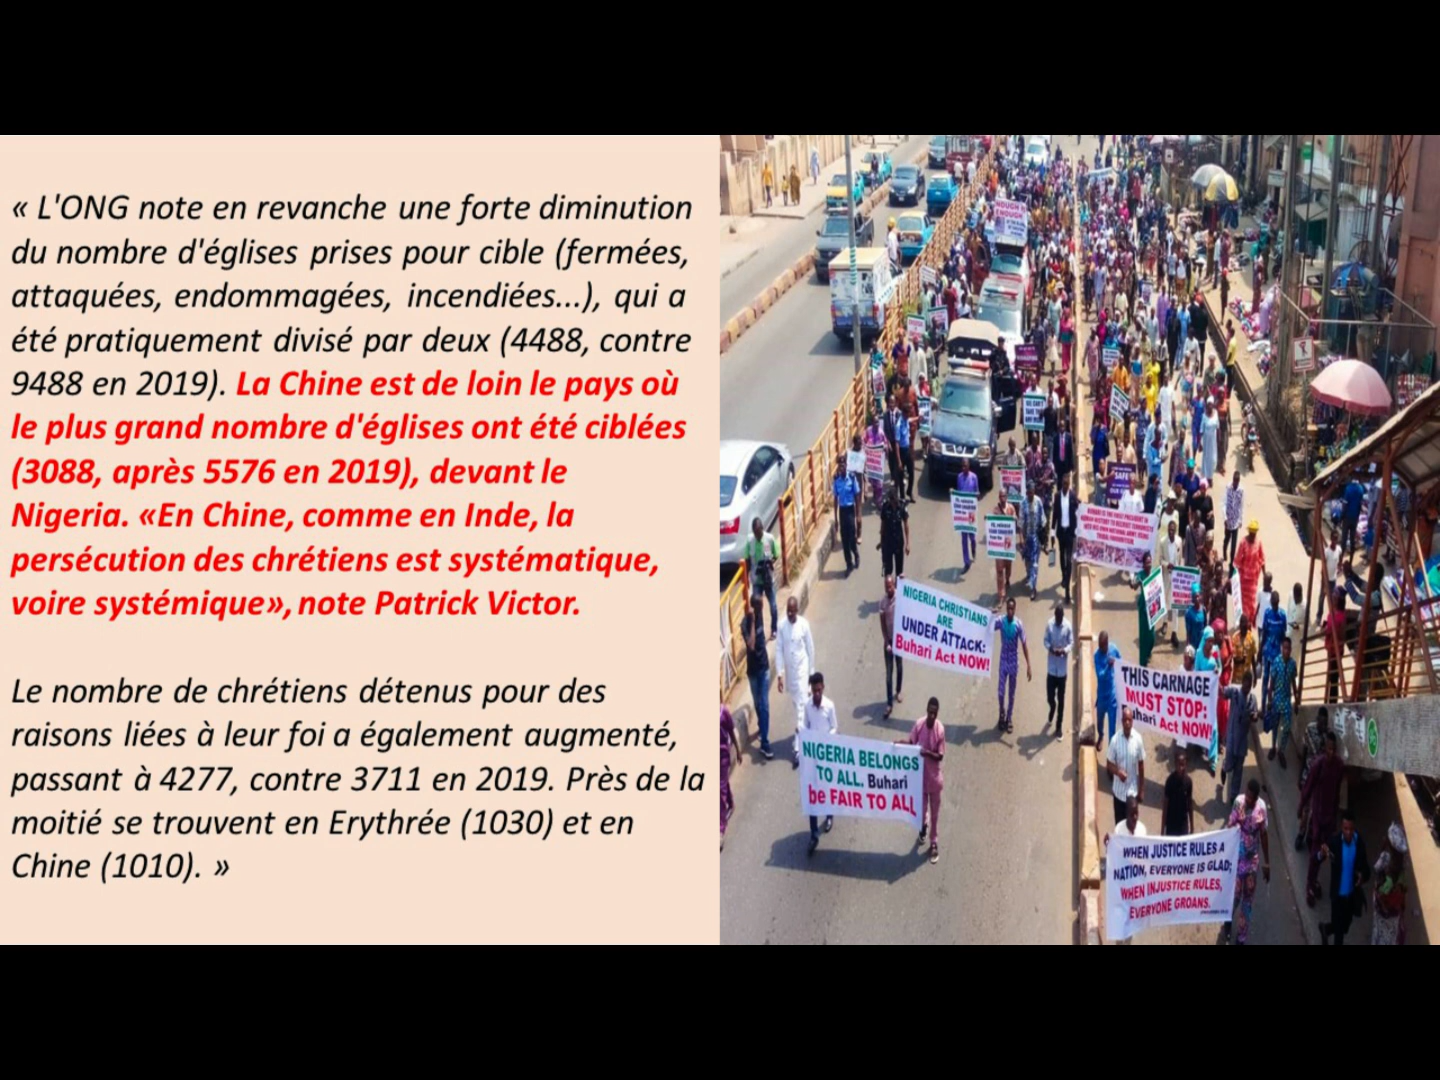 « L'ONG note en revanche une forte diminution
du nombre d'églises prises pour cible (fermées,
attaquées, endommagées, incendiées...), qui a
été pratiquement divisé par deux (4488, contre
9488 en 2019). La Chine est de loin le pays où
le plus grand nombre d'églises ont été ciblées
(3088, après 5576 en 2019), devant le
Nigeria. «En Chine, comme en Inde, la
persécution des chrétiens est systématique,
voire systémique», note Patrick Victor.
Le nombre de chrétiens détenus pour des
raisons liées à leur foi a également augmenté,
passant à 4277, contre 3711 en 2019. Près de la
moitié se trouvent en Erythrée (1030) et en
Chine (1010). »
ENOUGH
SAFE
NIGERIA CHRISTIANS
ARE
UNDER ATTACK:
Buhari Act NOW!
THIS CARNAGE
MUST STOP:
Buhari Act NOW!
NIGERIA BELONGS
TO ALL. Buhari
be FAIR TO ALL
WHEN JUSTICE RULES A
NATION, EVERYONE IS GLAD;
WHEN INJUSTICE RULES,
EVERYONE GROANS.